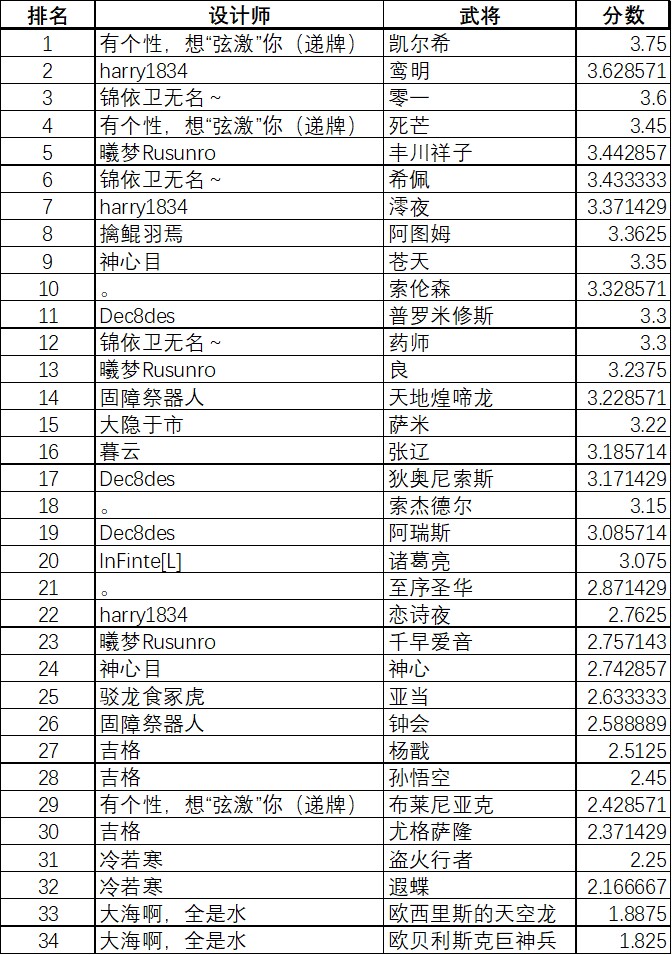 排名 设计师 武将 分数
1 有个性，想“弦激”你（递牌） 凯尔希 3.75
2 harry1834 鸾明 3.628571
3 锦依卫无名～ 零一 3.6
4 有个性，想“弦激”你（递牌） 死芒 3.45
5 曦梦Rusunro 丰川祥子 3.442857
6 锦依卫无名～ 希佩 3.433333
7 harry1834 澪夜 3.371429
8 擒鲲羽焉 阿图姆 3.3625
9 神心目 苍天 3.35
10 。 索伦森 3.328571
11 Dec8des 普罗米修斯 3.3
12 锦依卫无名～ 药师 3.3
13 曦梦Rusunro 良 3.2375
14 固障祭器人 天地煌啼龙 3.228571
15 大隐于市 萨米 3.22
16 暮云 张辽 3.185714
17 Dec8des 狄奥尼索斯 3.171429
18 。 索杰德尔 3.15
19 Dec8des 阿瑞斯 3.085714
20 InFinte[L] 诸葛亮 3.075
21 。 至序圣华 2.871429
22 harry1834 恋诗夜 2.7625
23 曦梦Rusunro 千早爱音 2.757143
24 神心目 神心 2.742857
25 驳龙食冢虎 亚当 2.633333
26 固障祭器人 钟会 2.588889
27 吉格 杨戬 2.5125
28 吉格 孙悟空 2.45
29 有个性，想“弦激”你（递牌） 布莱尼亚克 2.428571
30 吉格 尤格萨隆 2.371429
31 冷若寒 盗火行者 2.25
32 冷若寒 遐蝶 2.166667
33 大海啊，全是水 欧西里斯的天空龙 1.8875
34 大海啊，全是水 欧贝利斯克巨神兵 1.825